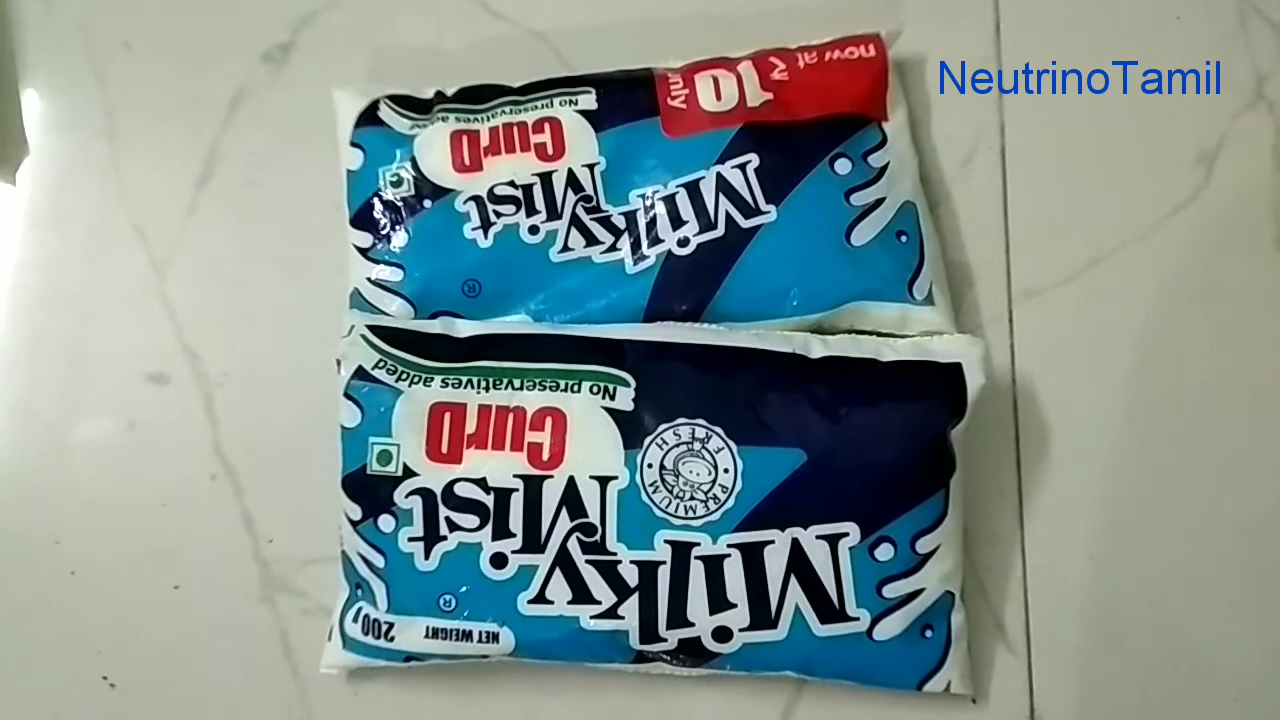 NeutrinoTamil
now at ₹
10
only
No preservatives added
CurD
Milky
Mist
®
No preservatives added
CurD
PREMIUM
FRESH
Milky
Mist
®
NET WEIGHT
200